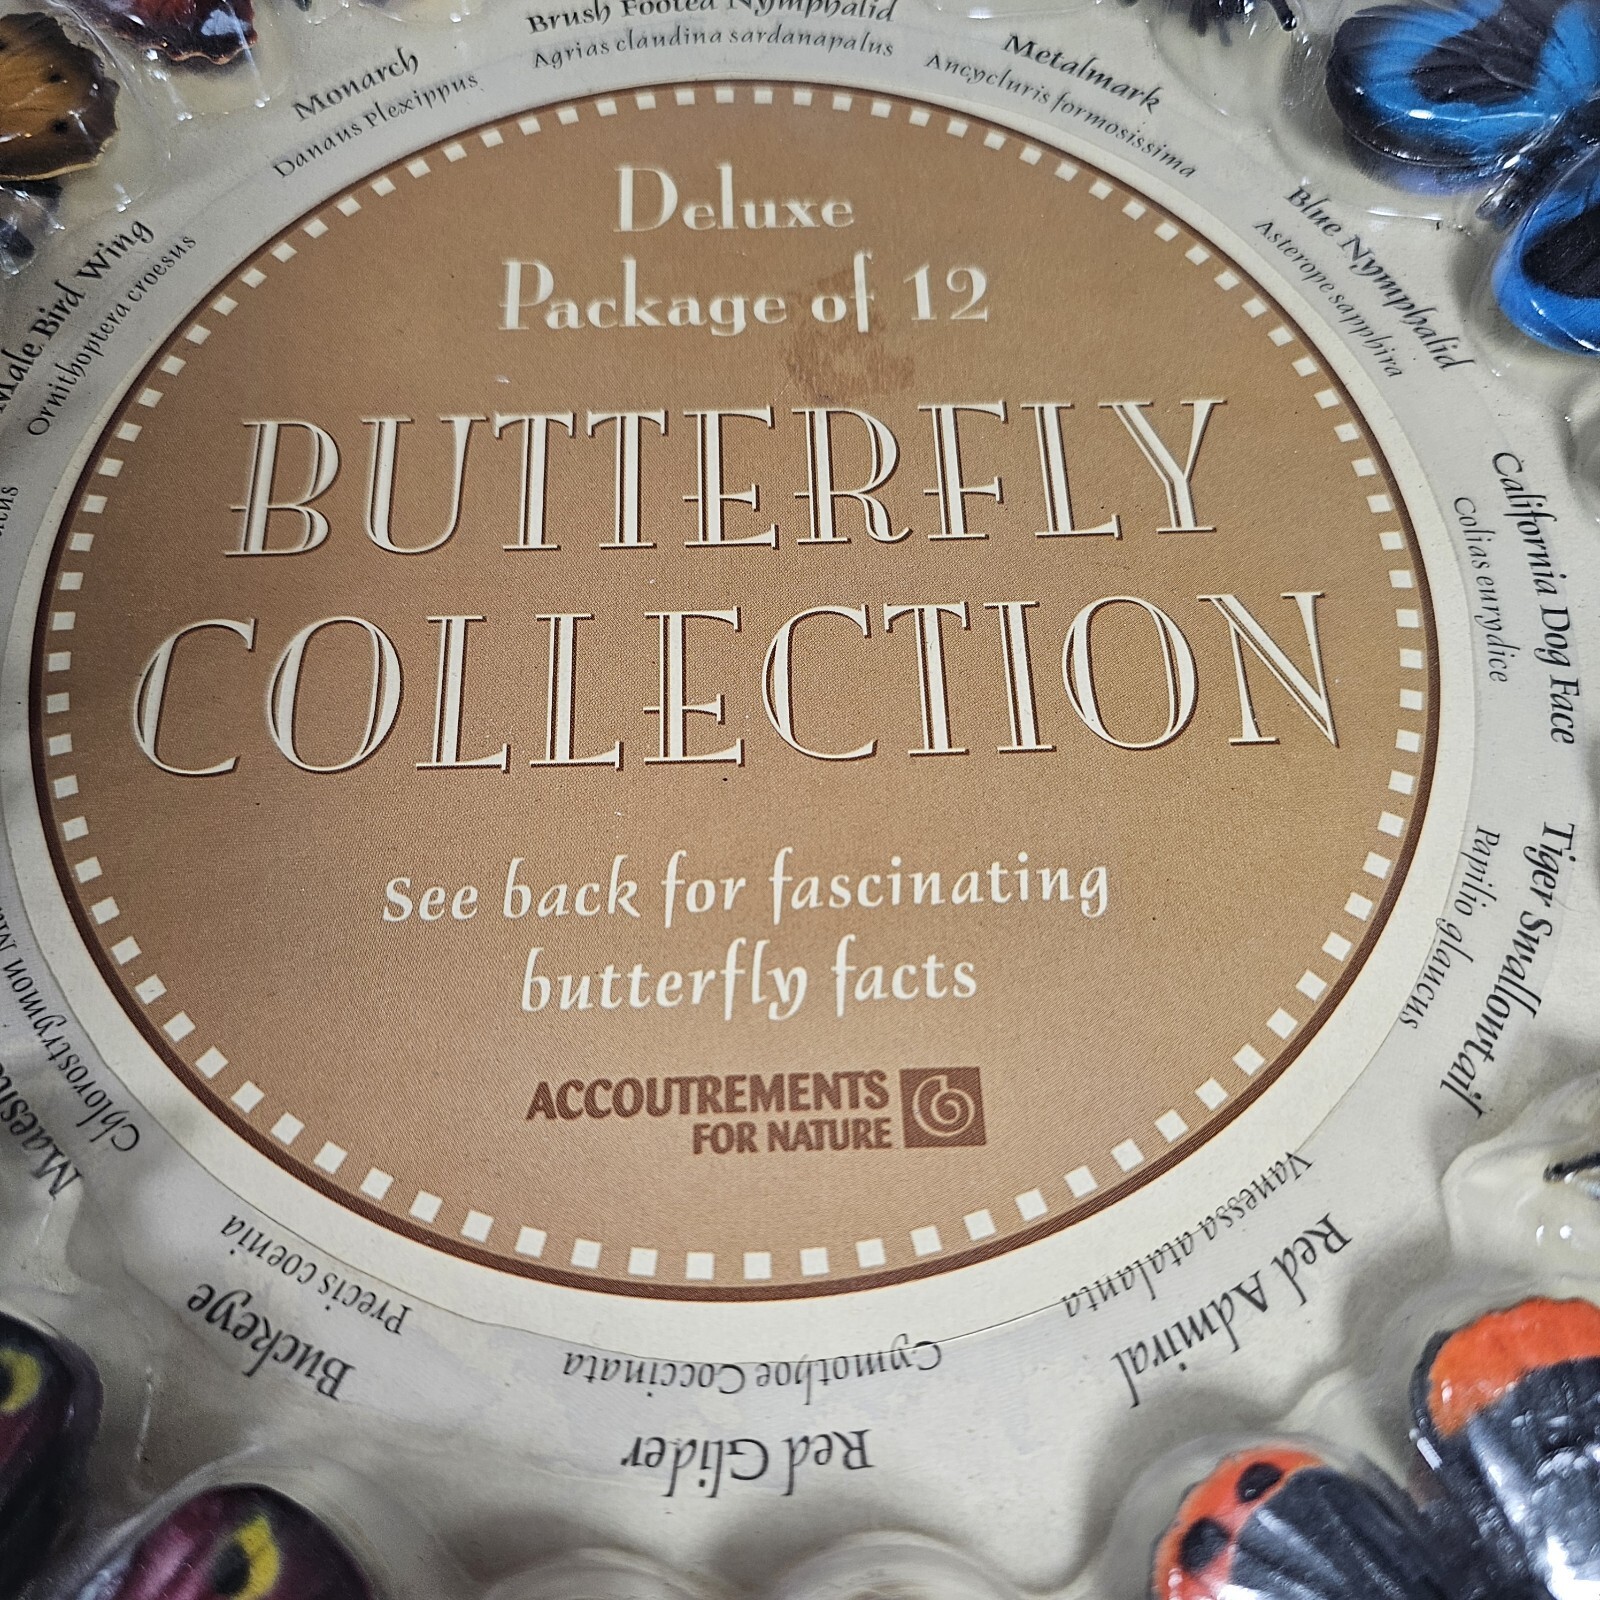 Deluxe
Package of 12
BUTTERFLY
COLLECTION
See back for fascinating
butterfly facts
ACCOUTREMENTS
FOR NATURE
Brush Footed Nymphalid
Agrias claudina sardanapalus
Metalmark
Ancycluris formosissima
Blue Nymphalid
Asterope sapphira
California Dog Face
Colias eurydice
Tiger Swallowtail
Papilio glaucus
Red Admiral
Vanessa atalanta
Red Glider
Cymothoe Coccinata
Buckeye
Precis coenia
Chlorostrymon
Male Bird Wing
Ornithoptera croesus
Monarch
Danaus Plexippus